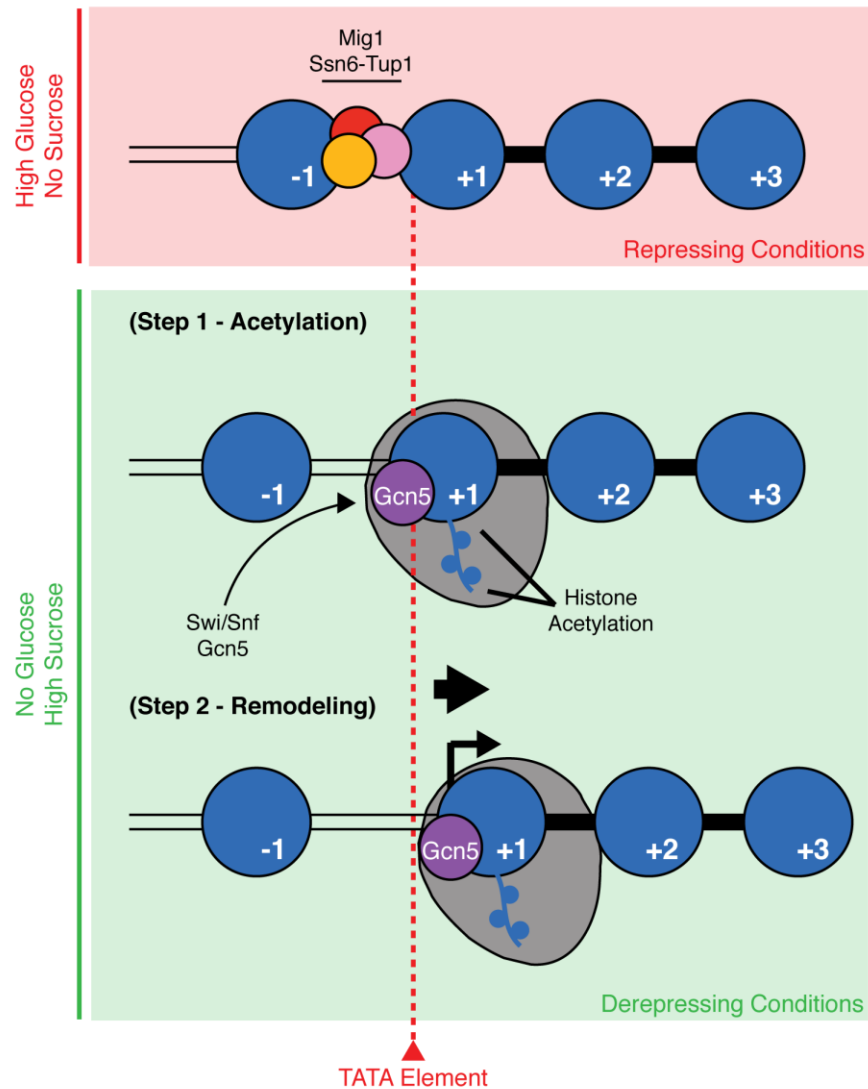 High Glucose
No Sucrose
Mig1
Ssn6-Tup1
-1
+1
+2
+3
Repressing Conditions
No Glucose
High Sucrose
(Step 1 - Acetylation)
-1
Gcn5
+1
+2
+3
Swi/Snf
Gcn5
Histone
Acetylation
(Step 2 - Remodeling)
-1
Gcn5
+1
+2
+3
Derepressing Conditions
TATA Element